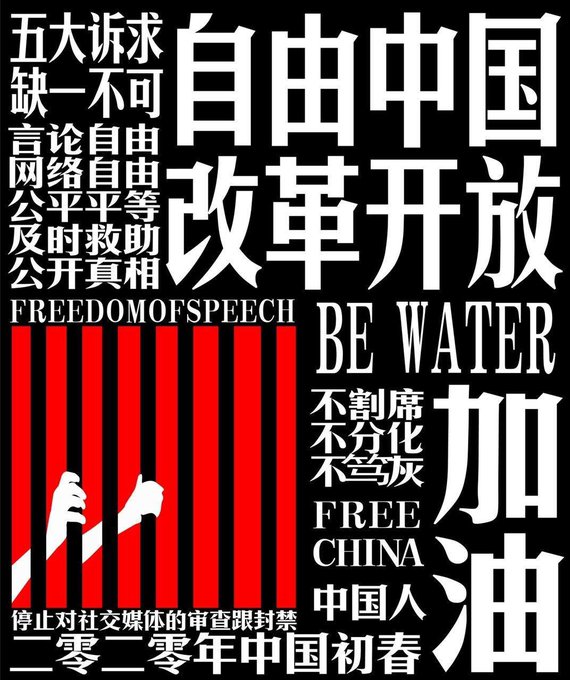 五大诉求
缺一不可
言论自由
网络自由
公平平等
及时救助
公开真相
自由中国
改革开放
FREEDOMOFSPEECH
BE WATER
不割席
不分化
不笃灰
FREE
CHINA
中国人
加油
停止对社交媒体的审查跟封禁
二零二零年中国初春